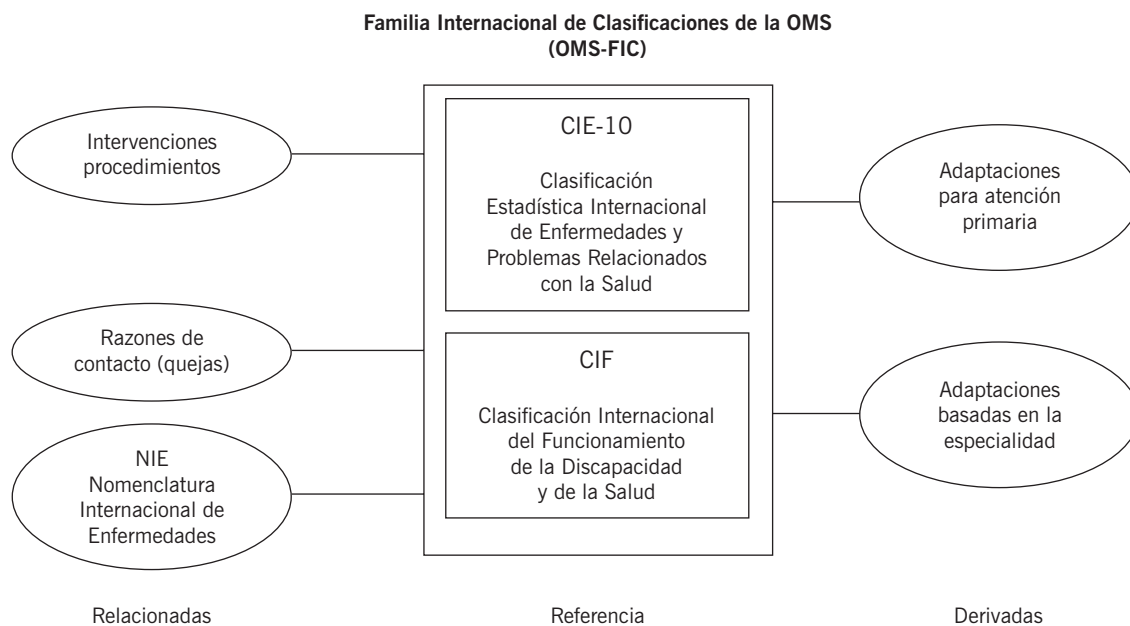 Familia Internacional de Clasificaciones de la OMS
(OMS-FIC)
Intervenciones
procedimientos
Razones de
contacto (quejas)
NIE
Nomenclatura
Internacional de
Enfermedades
CIE-10
Clasificación
Estadística Internacional
de Enfermedades y
Problemas Relacionados
con la Salud
CIF
Clasificación Internacional
del Funcionamiento
de la Discapacidad
y de la Salud
Adaptaciones
para atención
primaria
Adaptaciones
basadas en la
especialidad
Relacionadas
Referencia
Derivadas